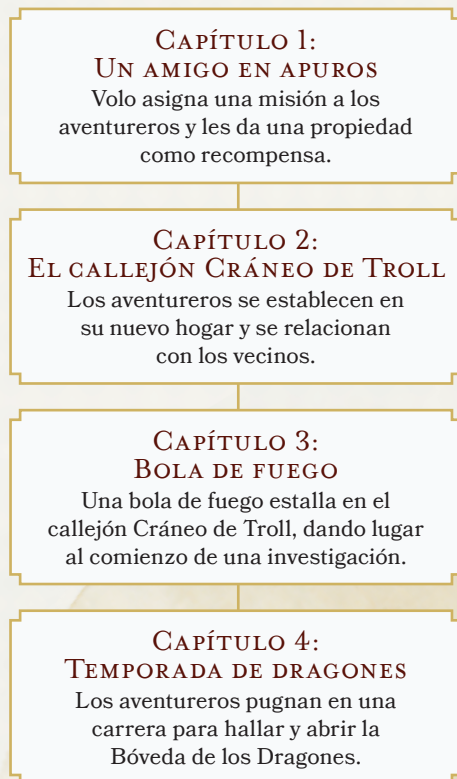 Capítulo 1:
Un amigo en apuros
Volo asigna una misión a los
aventureros y les da una propiedad
como recompensa.
Capítulo 2:
El callejón Cráneo de Troll
Los aventureros se establecen en
su nuevo hogar y se relacionan
con los vecinos.
Capítulo 3:
Bola de fuego
Una bola de fuego estalla en el
callejón Cráneo de Troll, dando lugar
al comienzo de una investigación.
Capítulo 4:
Temporada de dragones
Los aventureros pugnan en una
carrera para hallar y abrir la
Bóveda de los Dragones.